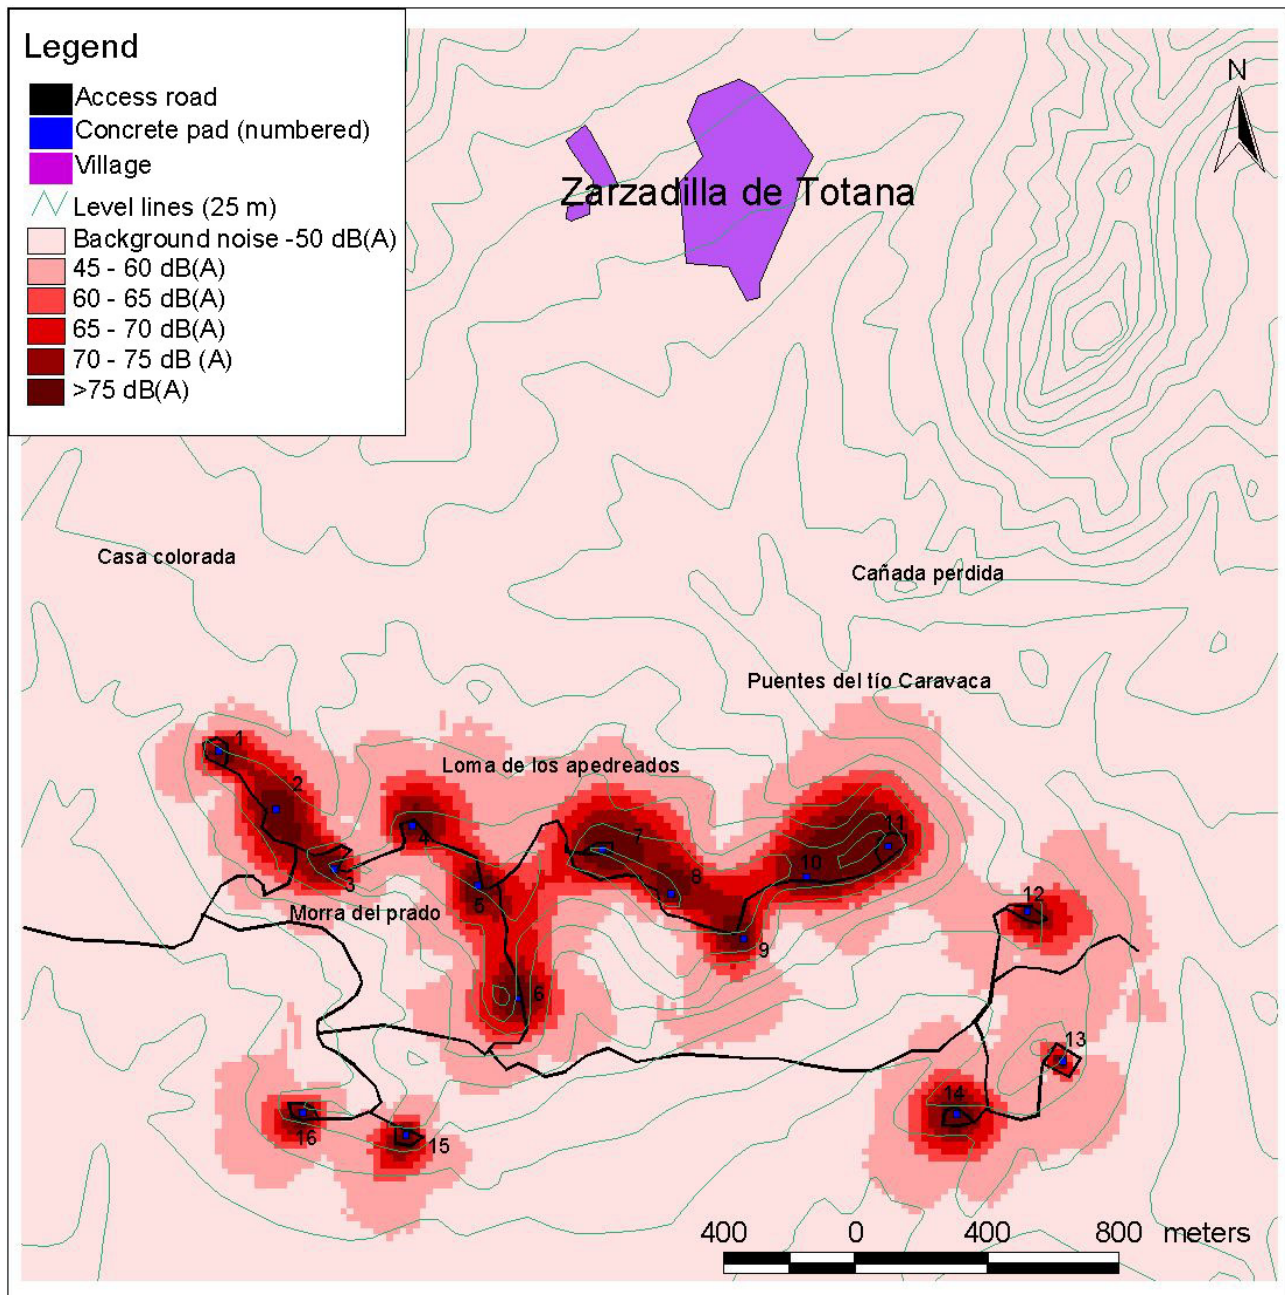 Legend
Access road
Concrete pad (numbered)
Village
Level lines (25 m)
Background noise -50 dB(A)
45 - 60 dB(A)
60 - 65 dB(A)
65 - 70 dB(A)
70 - 75 dB (A)
>75 dB(A)
N
Zarzadilla de Totana
Casa colorada
Cañada perdida
Puentes del tío Caravaca
Loma de los apedreados
Morra del prado
1
2
3
4
5
6
7
8
9
10
11
12
13
14
15
16
400 0 400 800 meters